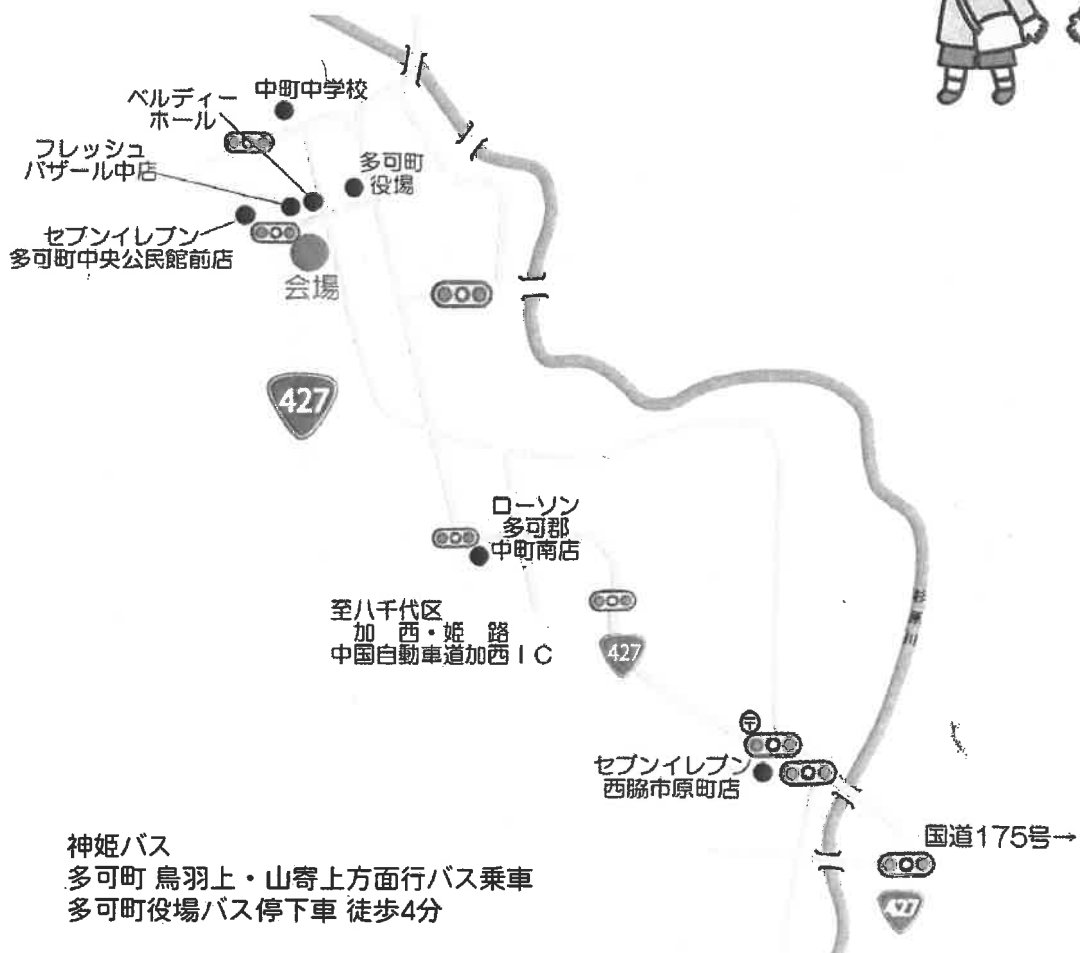 中町中学校
ベルディー
ホール
フレッシュ
バザール中店
多可町
役場
セブンイレブン
多可町中央公民館前店
会場
427
ローソン
多可郡
中町南店
至八千代区
加 西・姫 路
中国自動車道加西IC
427
〒
セブンイレブン
西脇市原町店
国道175号→
427
神姫バス
多可町 鳥羽上・山寄上方面行バス乗車
多可町役場バス停下車 徒歩4分